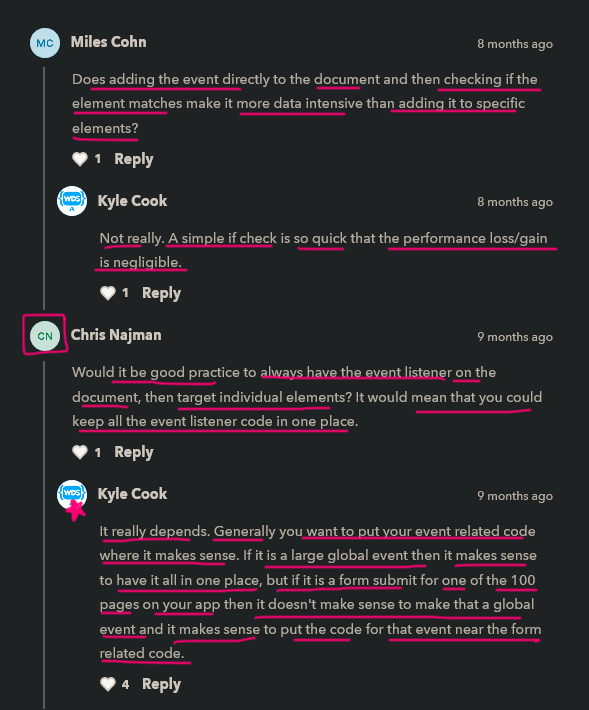 MC Miles Cohn 8 months ago
Does adding the event directly to the document and then checking if the
element matches make it more data intensive than adding it to specific
elements?
1 Reply
WDS Kyle Cook 8 months ago
A
Not really. A simple if check is so quick that the performance loss/gain
is negligible.
1 Reply
CN Chris Najman 9 months ago
Would it be good practice to always have the event listener on the
document, then target individual elements? It would mean that you could
keep all the event listener code in one place.
1 Reply
WDS Kyle Cook 9 months ago
It really depends. Generally you want to put your event related code
where it makes sense. If it is a large global event then it makes sense
to have it all in one place, but if it is a form submit for one of the 100
pages on your app then it doesn't make sense to make that a global
event and it makes sense to put the code for that event near the form
related code.
4 Reply